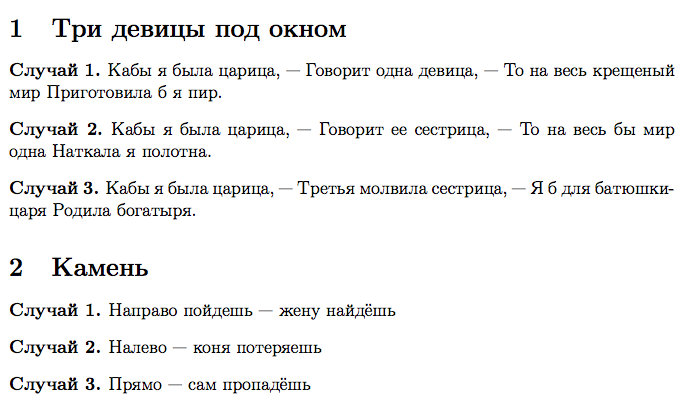 1 Три девицы под окном
Случай 1. Кабы я была царица, — Говорит одна девица, — То на весь крещеный
мир Приготовила б я пир.
Случай 2. Кабы я была царица, — Говорит ее сестрица, — То на весь бы мир
одна Наткала я полотна.
Случай 3. Кабы я была царица, — Третья молвила сестрица, — Я б для батюшки-
царя Родила богатыря.
2 Камень
Случай 1. Направо пойдешь — жену найдёшь
Случай 2. Налево — коня потеряешь
Случай 3. Прямо — сам пропадёшь